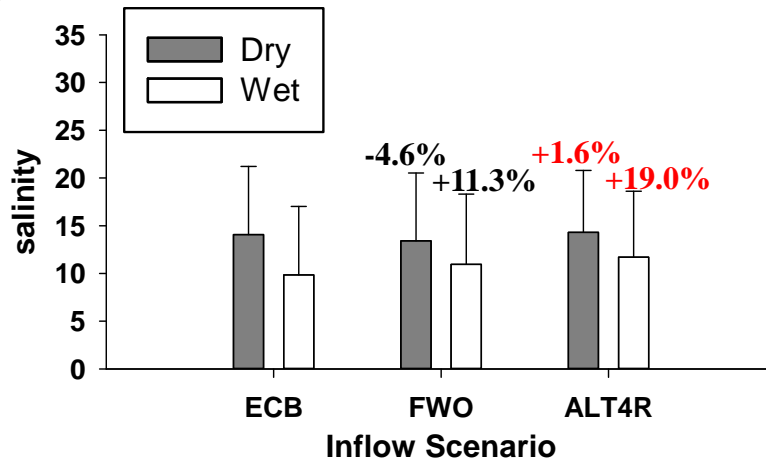 35
30
25
20
15
10
5
0
salinity
Dry
Wet
-4.6%
+11.3%
+1.6%
+19.0%
ECB FWO ALT4R
Inflow Scenario